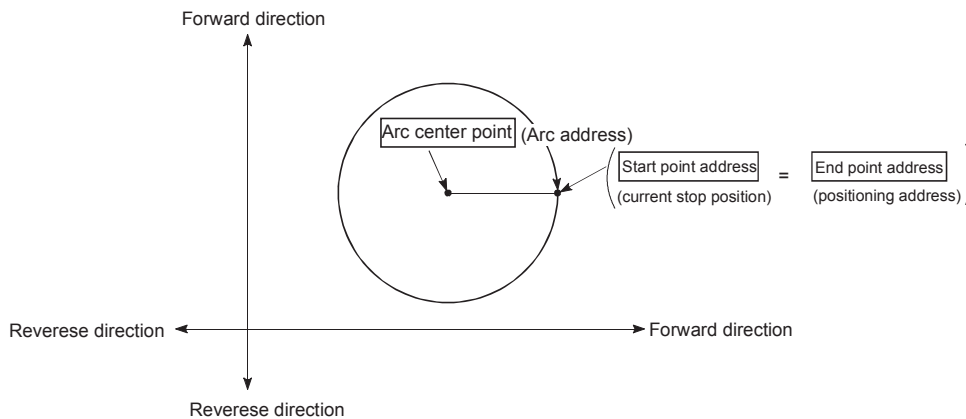 Forward direction
Arc center point (Arc address)
( Start point address = End point address )
(current stop position) (positioning address)
Reverese direction
Forward direction
Reverese direction